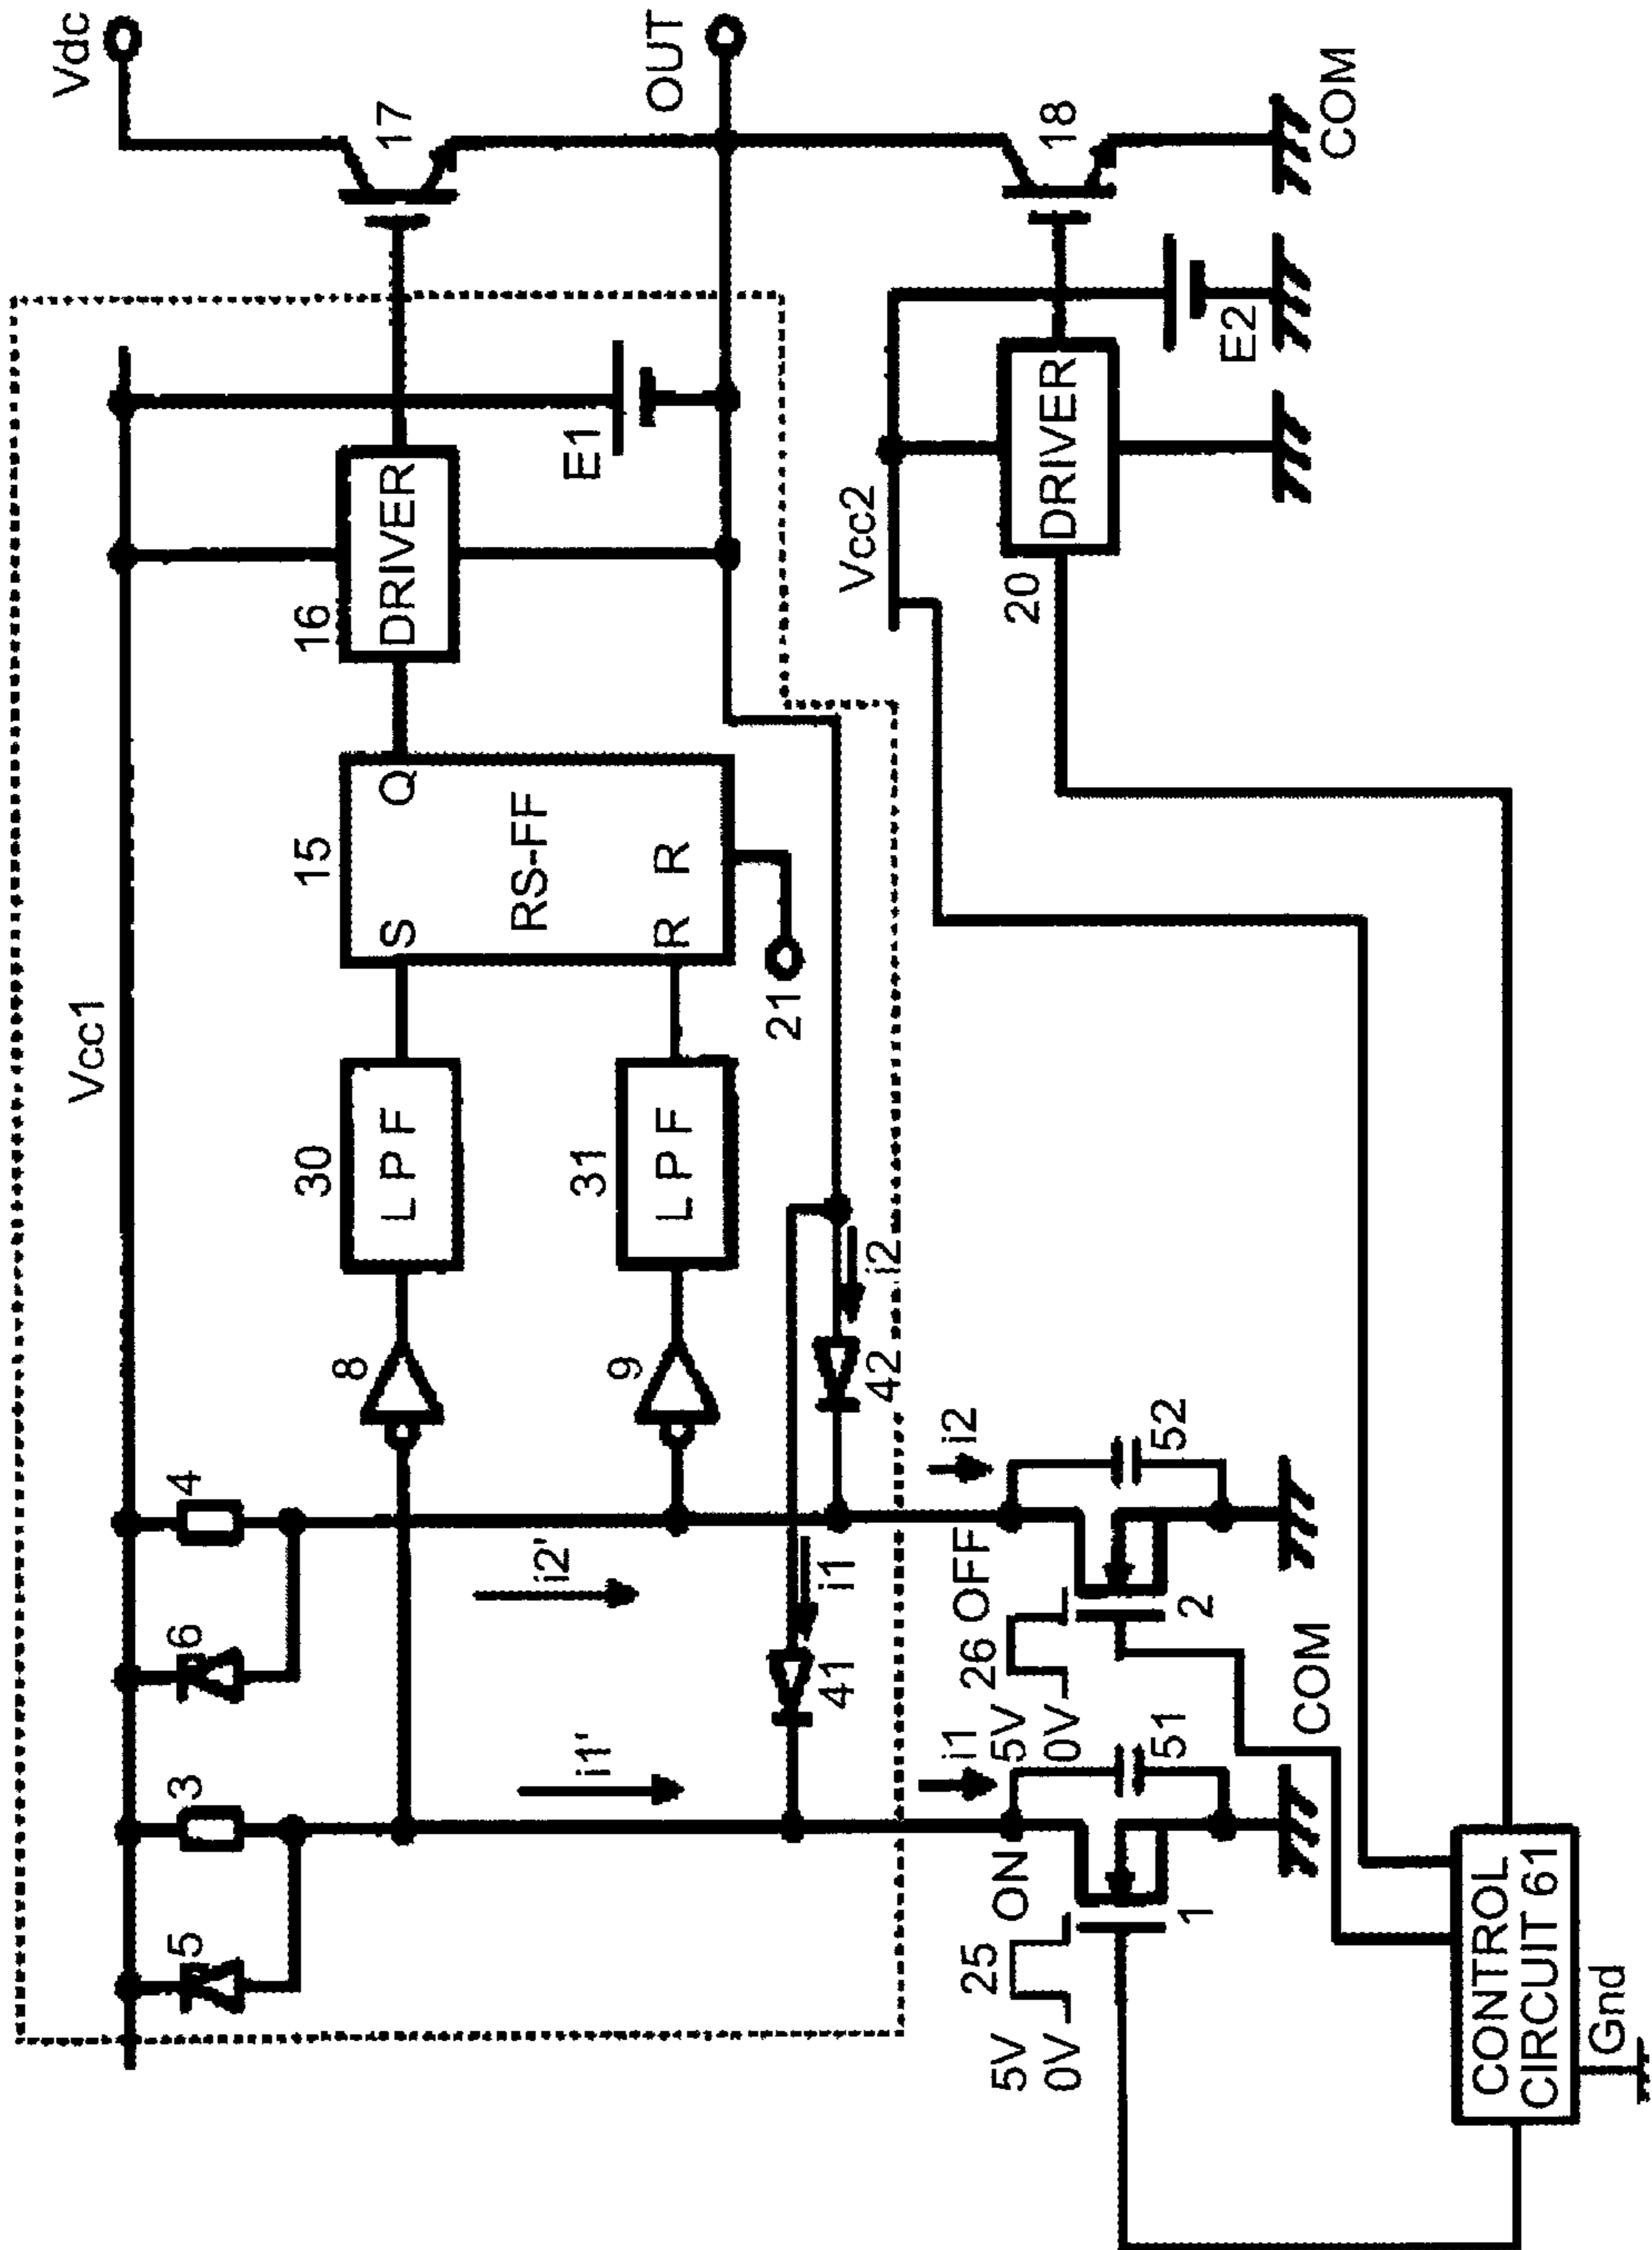 Vdc
17
OUT
18
COM
Vcc1
E1
16
DRIVER
15
S
Q
RS-FF
R
R
21
30
LPF
31
LPF
8
9
4
6
3
5
i2'
i1'
i1
41
i2
42
Vcc2
E2
20
DRIVER
i2
52
26
OFF
5V
0V
2
i1
51
25
ON
5V
0V
1
COM
CONTROL
CIRCUIT 61
Gnd